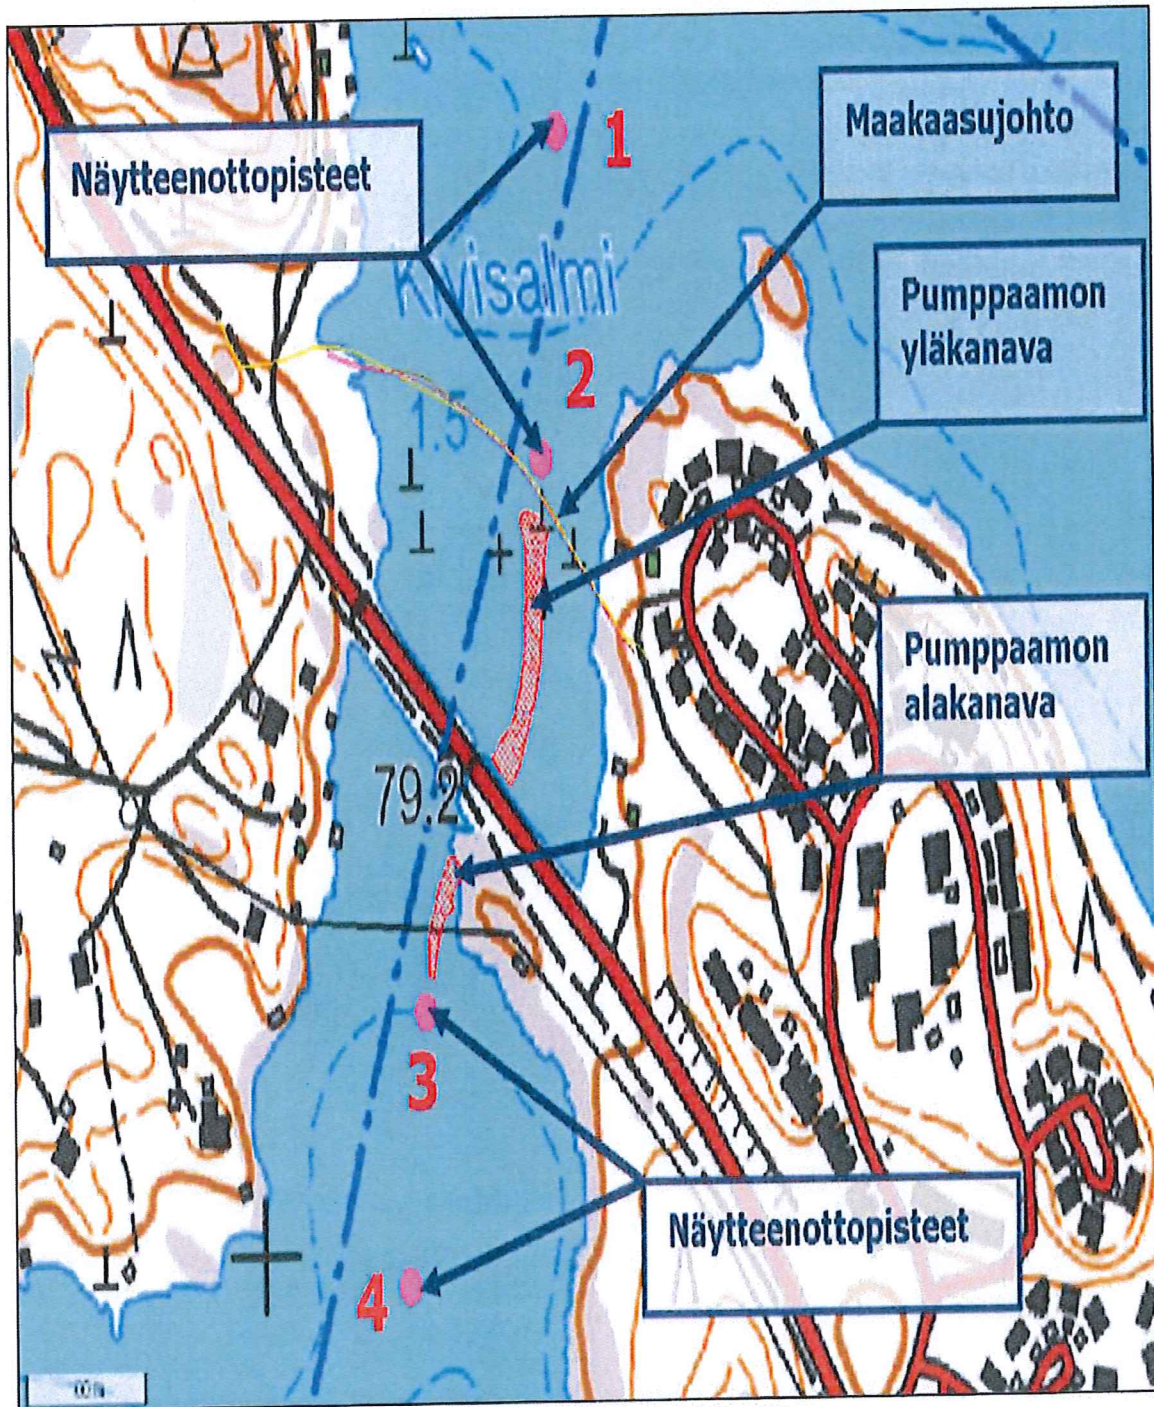 1
Maakaasujohto
Näytteenottopisteet
Kivisalmi
Pumppaamon
yläkanava
2
1.5
Pumppaamon
alakanava
79.2
3
Näytteenottopisteet
4